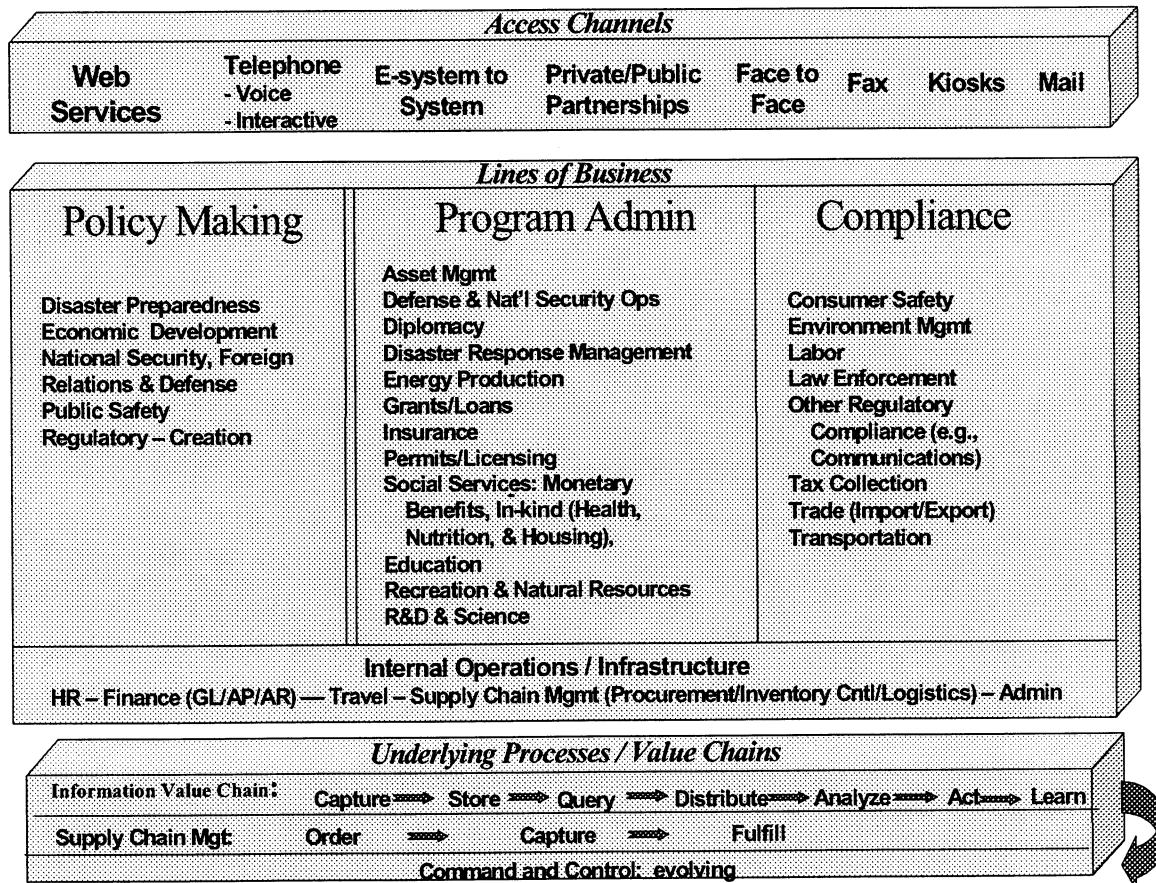 Access Channels
Web Services
Telephone
- Voice
- Interactive
E-system to System
Private/Public Partnerships
Face to Face
Fax
Kiosks
Mail
Lines of Business
Policy Making
Disaster Preparedness
Economic Development
National Security, Foreign
Relations & Defense
Public Safety
Regulatory – Creation
Program Admin
Asset Mgmt
Defense & Nat'l Security Ops
Diplomacy
Disaster Response Management
Energy Production
Grants/Loans
Insurance
Permits/Licensing
Social Services: Monetary
Benefits, In-kind (Health,
Nutrition, & Housing),
Education
Recreation & Natural Resources
R&D & Science
Compliance
Consumer Safety
Environment Mgmt
Labor
Law Enforcement
Other Regulatory
Compliance (e.g.,
Communications)
Tax Collection
Trade (Import/Export)
Transportation
Internal Operations / Infrastructure
HR – Finance (GL/AP/AR) — Travel – Supply Chain Mgmt (Procurement/Inventory Cntl/Logistics) – Admin
Underlying Processes / Value Chains
Information Value Chain: Capture Store Query Distribute Analyze Act Learn
Supply Chain Mgt: Order Capture Fulfill
Command and Control: evolving